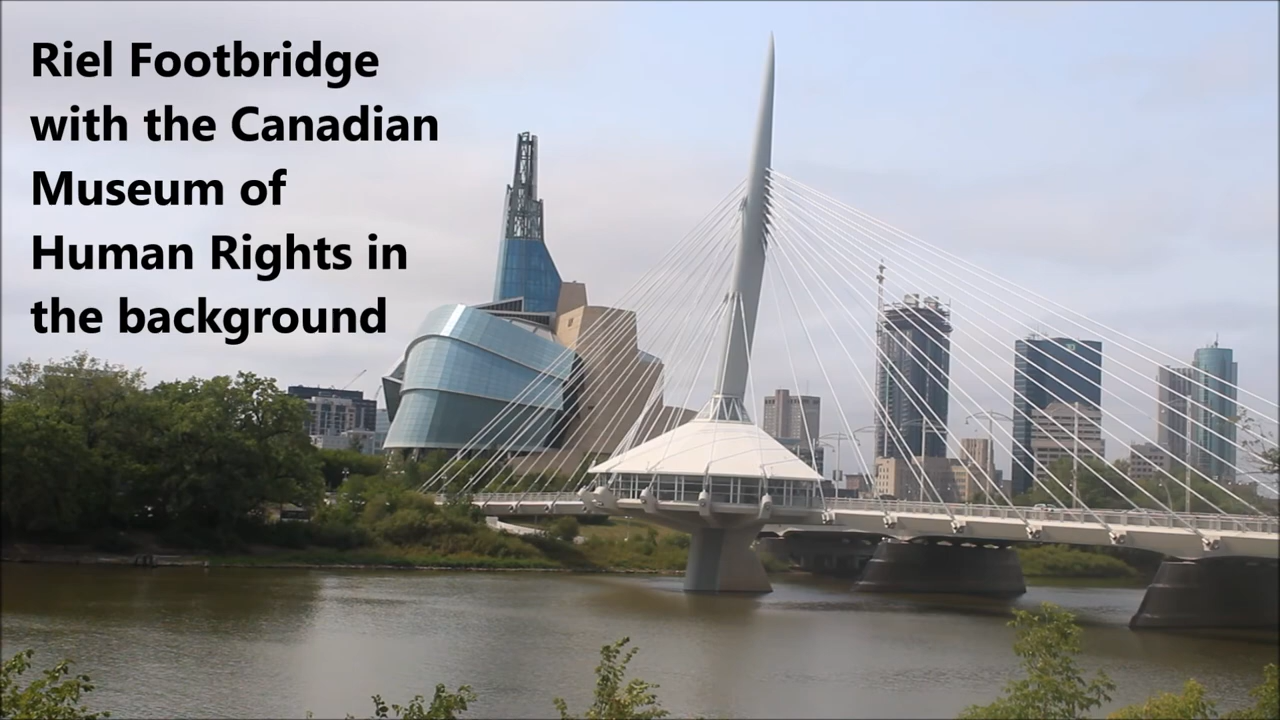 Riel Footbridge
with the Canadian
Museum of
Human Rights in
the background